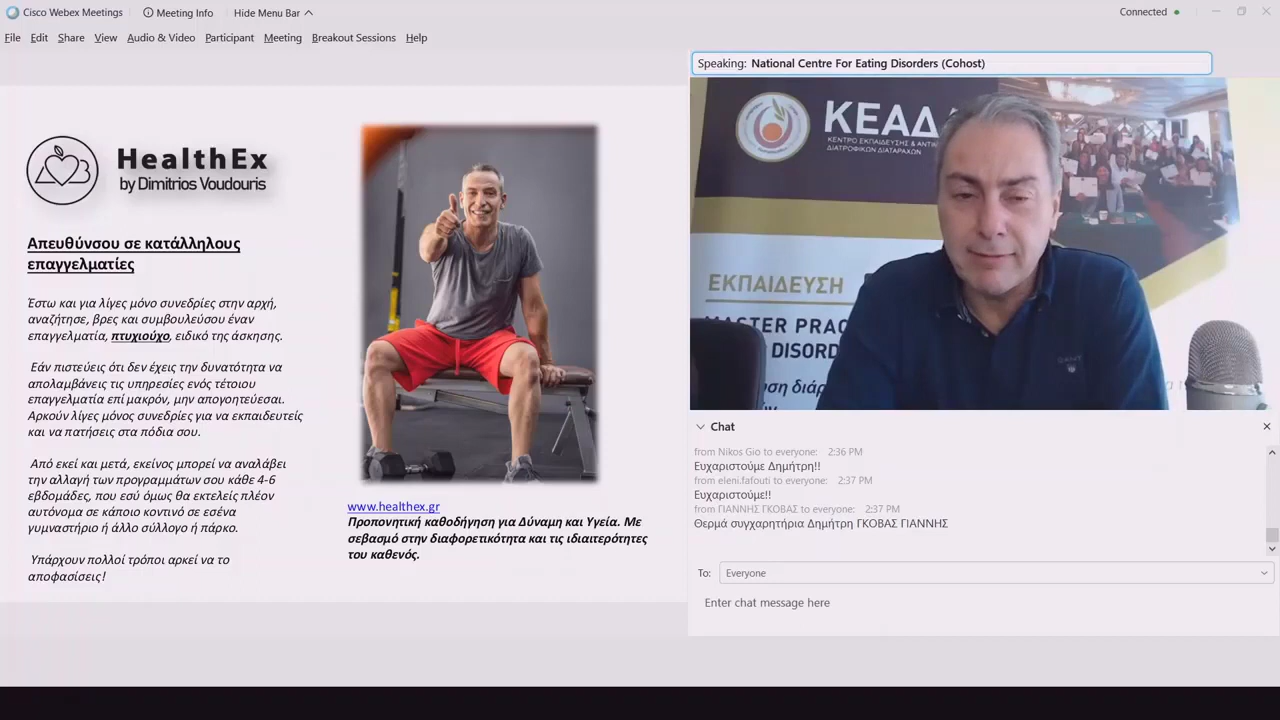 Cisco Webex Meetings
Meeting Info
Hide Menu Bar
Connected
File Edit Share View Audio & Video Participant Meeting Breakout Sessions Help
Speaking: National Centre For Eating Disorders (Cohost)
HealthEx
by Dimitrios Voudouris
Απευθύνσου σε κατάλληλους
επαγγελματίες
Έστω και για λίγες μόνο συνεδρίες στην αρχή,
αναζήτησε, βρες και συμβουλεύσου έναν
επαγγελματία, πτυχιούχο, ειδικό της άσκησης.
Εάν πιστεύεις ότι δεν έχεις την δυνατότητα να
απολαμβάνεις τις υπηρεσίες ενός τέτοιου
επαγγελματία επί μακρόν, μην απογοητεύεσαι.
Αρκούν λίγες μόνος συνεδρίες για να εκπαιδευτείς
και να πατήσεις στα πόδια σου.
Από εκεί και μετά, εκείνος μπορεί να αναλάβει
την αλλαγή των προγραμμάτων σου κάθε 4-6
εβδομάδες, που εσύ όμως θα εκτελείς πλέον
αυτόνομα σε κάποιο κοντινό σε εσένα
γυμναστήριο ή άλλο σύλλογο ή πάρκο.
Υπάρχουν πολλοί τρόποι αρκεί να το
αποφασίσεις!
www.healthex.gr
Προπονητική καθοδήγηση για Δύναμη και Υγεία. Με
σεβασμό στην διαφορετικότητα και τις ιδιαιτερότητες
του καθενός.
ΚΕΑΔ
ΚΕΝΤΡΟ ΕΚΠΑΙΔΕΥΣΗΣ & ΑΝΤΙ
ΔΙΑΤΡΟΦΙΚΩΝ ΔΙΑΤΑΡΑΧΩΝ
ΕΚΠΑΙΔΕΥΣΗ
MASTER PRAC
DISORD
GANT
Chat
from Nikos Gio to everyone: 2:36 PM
Ευχαριστούμε Δημήτρη!!
from eleni.fafouti to everyone: 2:37 PM
Ευχαριστούμε!!
from ΓΙΑΝΝΗΣ ΓΚΟΒΑΣ to everyone: 2:37 PM
Θερμά συγχαρητήρια Δημήτρη ΓΚΟΒΑΣ ΓΙΑΝΝΗΣ
To: Everyone
Enter chat message here